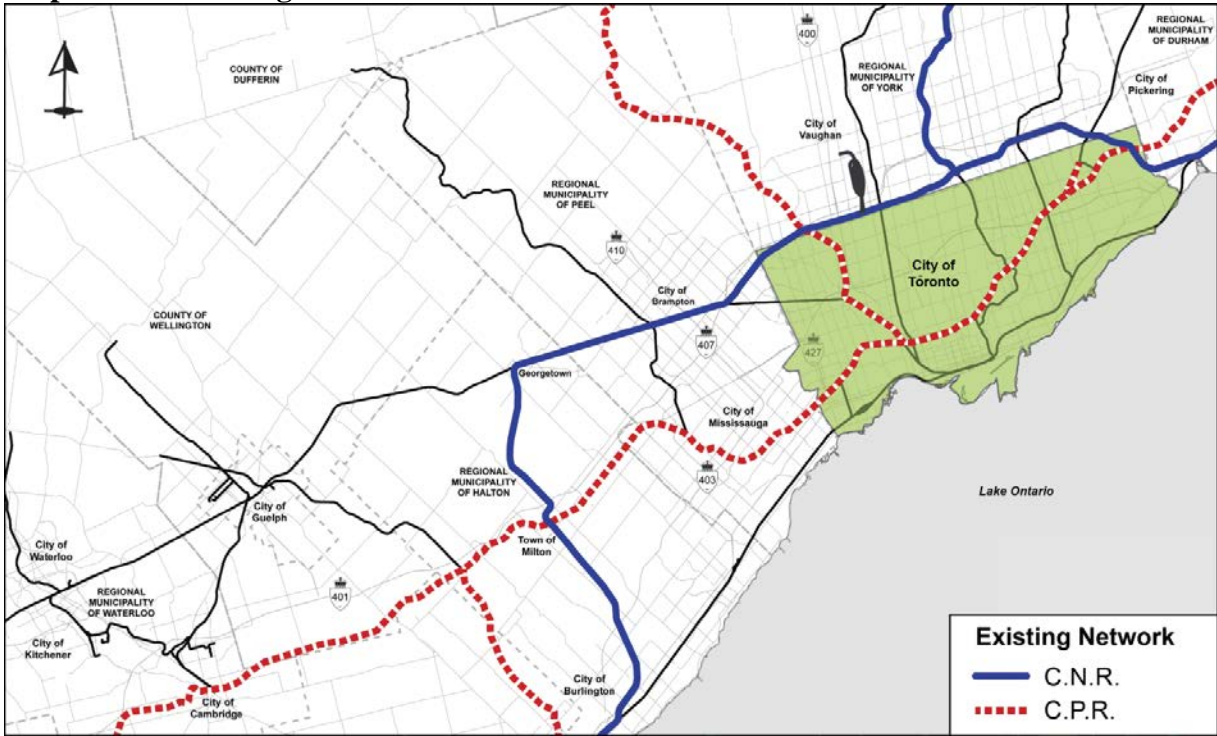 400
REGIONAL
MUNICIPALITY
OF DURHAM
COUNTY OF
DUFFERIN
REGIONAL
MUNICIPALITY
OF YORK
City of
Pickering
City of
Vaughan
REGIONAL
MUNICIPALITY
OF PEEL
410
City of
Toronto
City of
Brampton
COUNTY OF
WELLINGTON
407
427
Georgetown
City of
Mississauga
REGIONAL
MUNICIPALITY
OF HALTON
403
Lake Ontario
City of
Guelph
Town of
Milton
City of
Waterloo
REGIONAL
MUNICIPALITY
OF WATERLOO
401
City of
Kitchener
City of
Cambridge
City of
Burlington
Existing Network
C.N.R.
C.P.R.